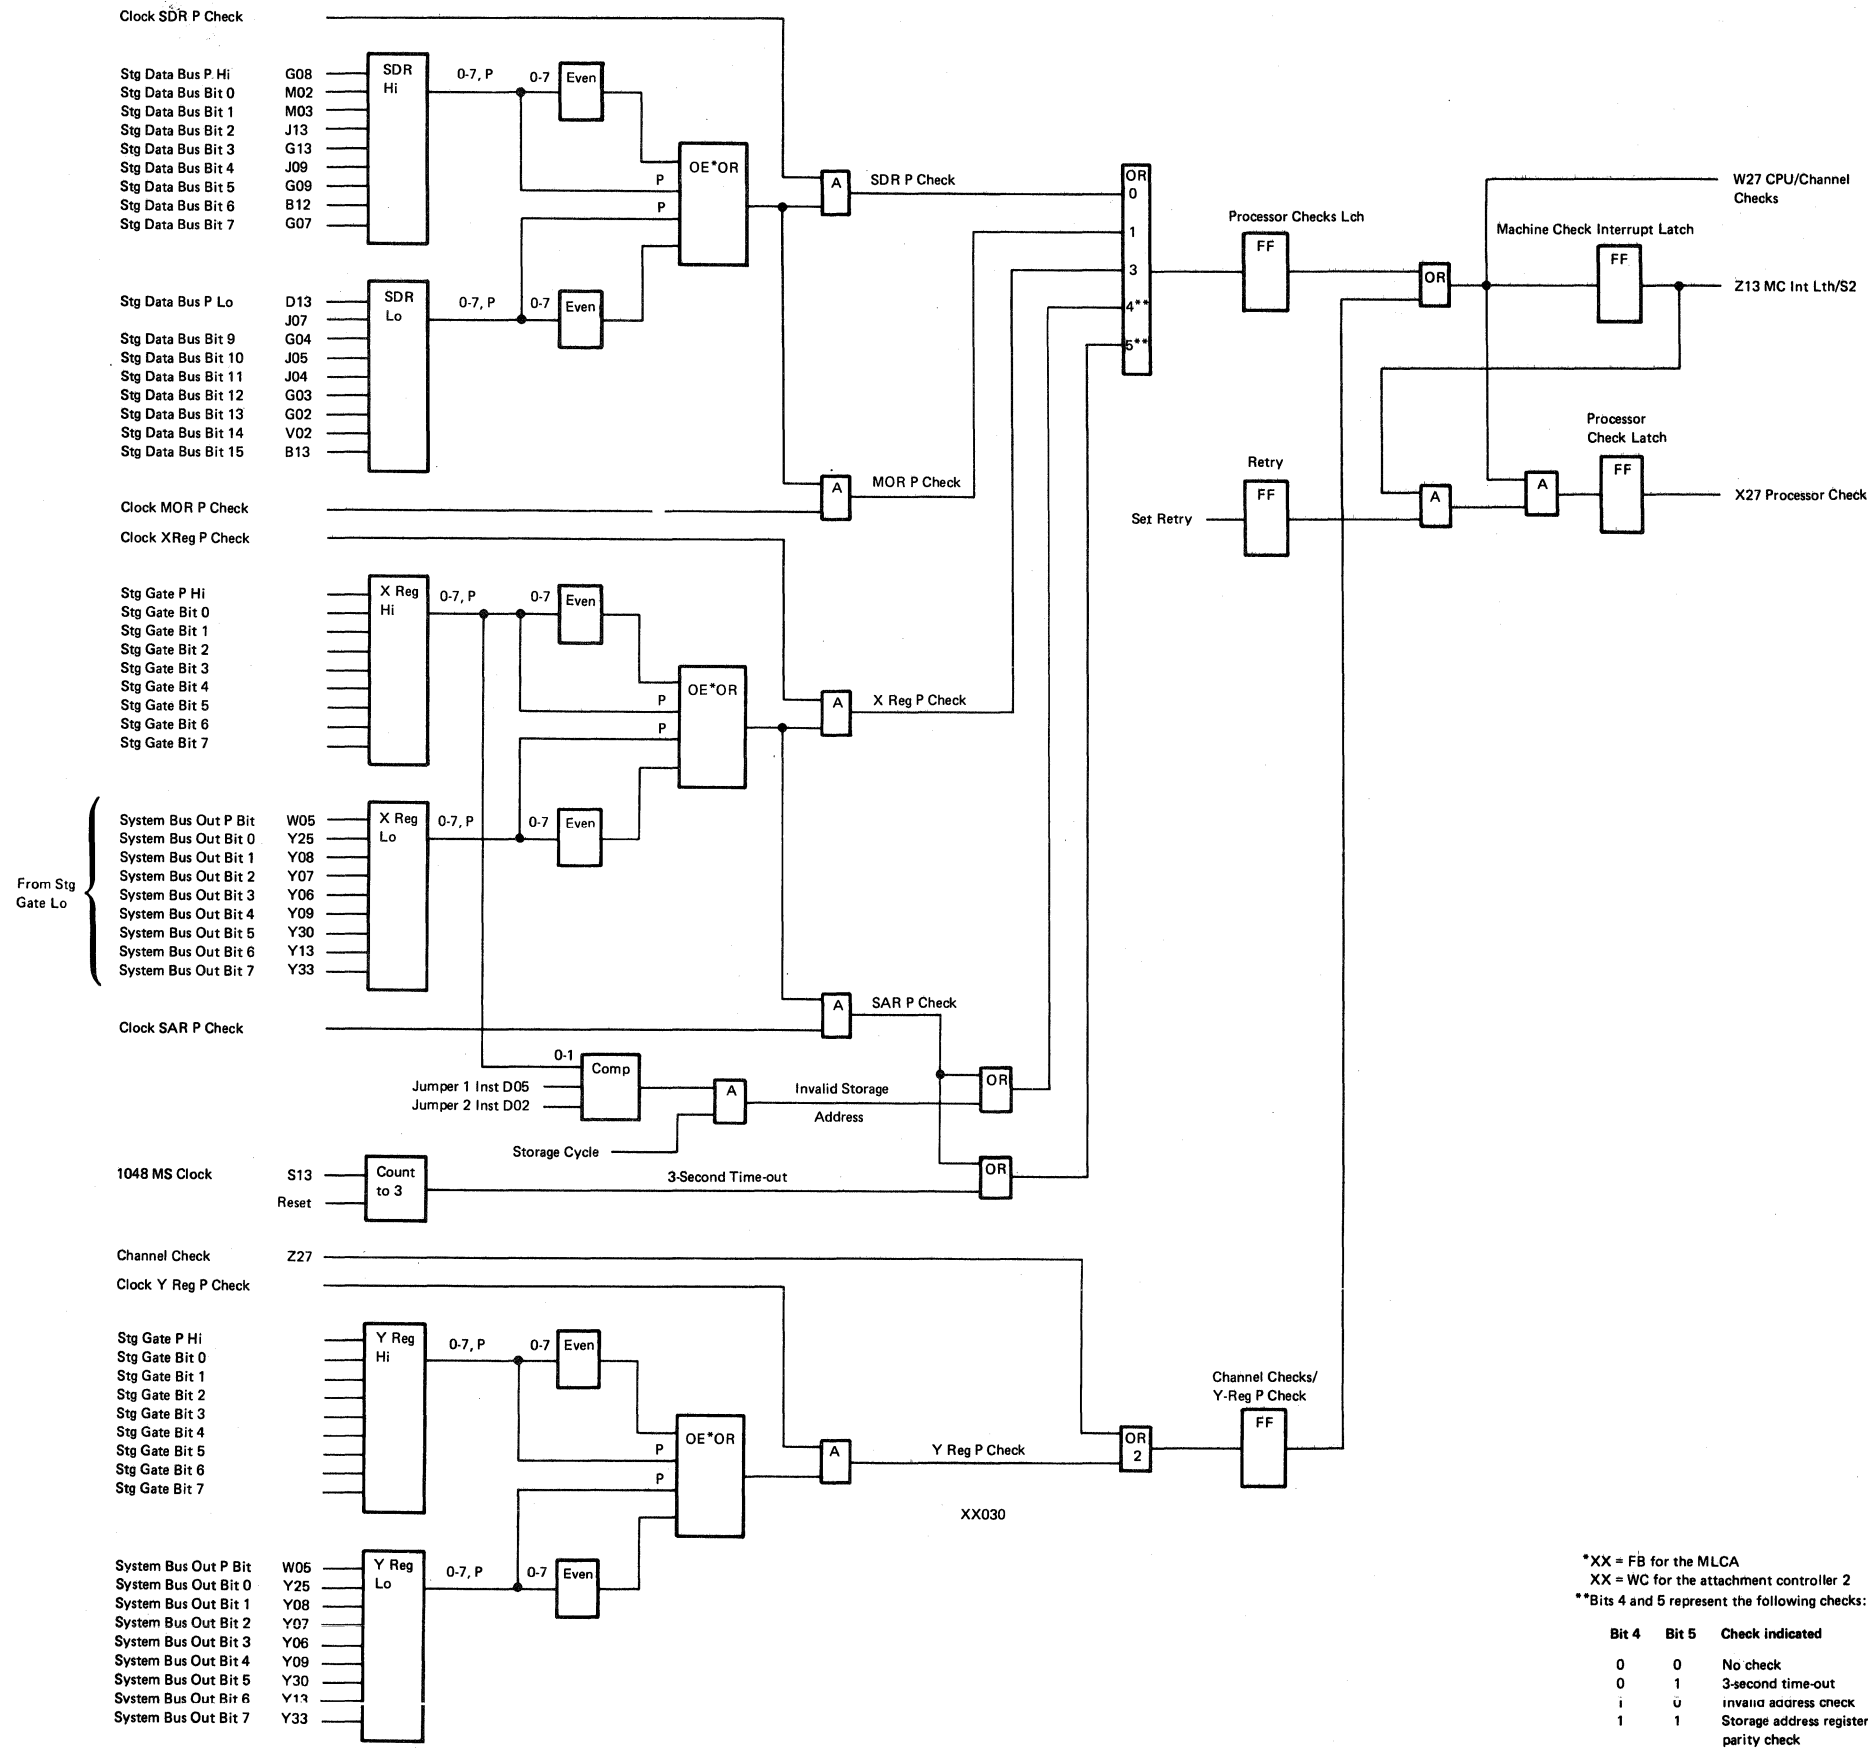 Clock SDR P Check
Stg Data Bus P Hi G08
Stg Data Bus Bit 0 M02
Stg Data Bus Bit 1 M03
Stg Data Bus Bit 2 J13
Stg Data Bus Bit 3 G13
Stg Data Bus Bit 4 J09
Stg Data Bus Bit 5 G09
Stg Data Bus Bit 6 B12
Stg Data Bus Bit 7 G07
SDR
Hi
0-7, P
0-7
Even
OE*OR
P
P
A
SDR P Check
Stg Data Bus P Lo D13
J07
Stg Data Bus Bit 9 G04
Stg Data Bus Bit 10 J05
Stg Data Bus Bit 11 J04
Stg Data Bus Bit 12 G03
Stg Data Bus Bit 13 G02
Stg Data Bus Bit 14 V02
Stg Data Bus Bit 15 B13
SDR
Lo
0-7, P
0-7
Even
A
MOR P Check
Clock MOR P Check
Clock XReg P Check
Stg Gate P Hi
Stg Gate Bit 0
Stg Gate Bit 1
Stg Gate Bit 2
Stg Gate Bit 3
Stg Gate Bit 4
Stg Gate Bit 5
Stg Gate Bit 6
Stg Gate Bit 7
X Reg
Hi
0-7, P
0-7
Even
OE*OR
P
P
A
X Reg P Check
From Stg
Gate Lo
System Bus Out P Bit W05
System Bus Out Bit 0 Y25
System Bus Out Bit 1 Y08
System Bus Out Bit 2 Y07
System Bus Out Bit 3 Y06
System Bus Out Bit 4 Y09
System Bus Out Bit 5 Y30
System Bus Out Bit 6 Y13
System Bus Out Bit 7 Y33
X Reg
Lo
0-7, P
0-7
Even
A
SAR P Check
Clock SAR P Check
0-1
Comp
Jumper 1 Inst D05
Jumper 2 Inst D02
A
Invalid Storage
Address
OR
Storage Cycle
1048 MS Clock S13
Reset
Count
to 3
3-Second Time-out
OR
Channel Check Z27
Clock Y Reg P Check
Stg Gate P Hi
Stg Gate Bit 0
Stg Gate Bit 1
Stg Gate Bit 2
Stg Gate Bit 3
Stg Gate Bit 4
Stg Gate Bit 5
Stg Gate Bit 6
Stg Gate Bit 7
Y Reg
Hi
0-7, P
0-7
Even
OE*OR
P
P
A
Y Reg P Check
XX030
System Bus Out P Bit W05
System Bus Out Bit 0 Y25
System Bus Out Bit 1 Y08
System Bus Out Bit 2 Y07
System Bus Out Bit 3 Y06
System Bus Out Bit 4 Y09
System Bus Out Bit 5 Y30
System Bus Out Bit 6 Y13
System Bus Out Bit 7 Y33
Y Reg
Lo
0-7, P
0-7
Even
OR
0
1
3
4**
5**
Processor Checks Lch
FF
OR
W27 CPU/Channel
Checks
Machine Check Interrupt Latch
FF
Z13 MC Int Lth/S2
Retry
Set Retry
FF
A
A
Processor
Check Latch
FF
X27 Processor Check
OR
2
Channel Checks/
Y-Reg P Check
FF
*XX = FB for the MLCA
XX = WC for the attachment controller 2
**Bits 4 and 5 represent the following checks:
Bit 4 Bit 5 Check indicated
0 0 No check
0 1 3-second time-out
1 0 Invalid address check
1 1 Storage address register
parity check